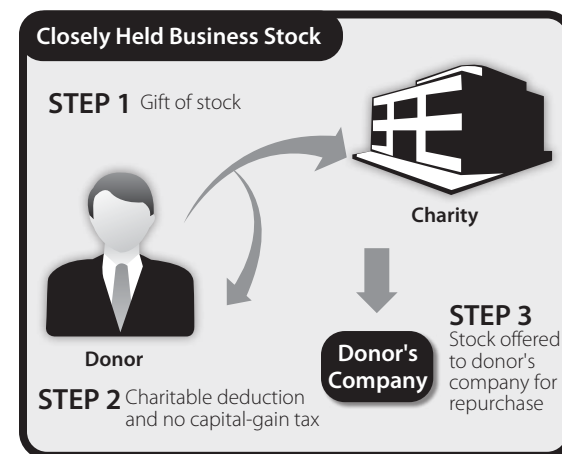 Closely Held Business Stock
STEP 1 Gift of stock
Charity
Donor
STEP 2 Charitable deduction
and no capital-gain tax
Donor's
Company
STEP 3
Stock offered
to donor's
company for
repurchase